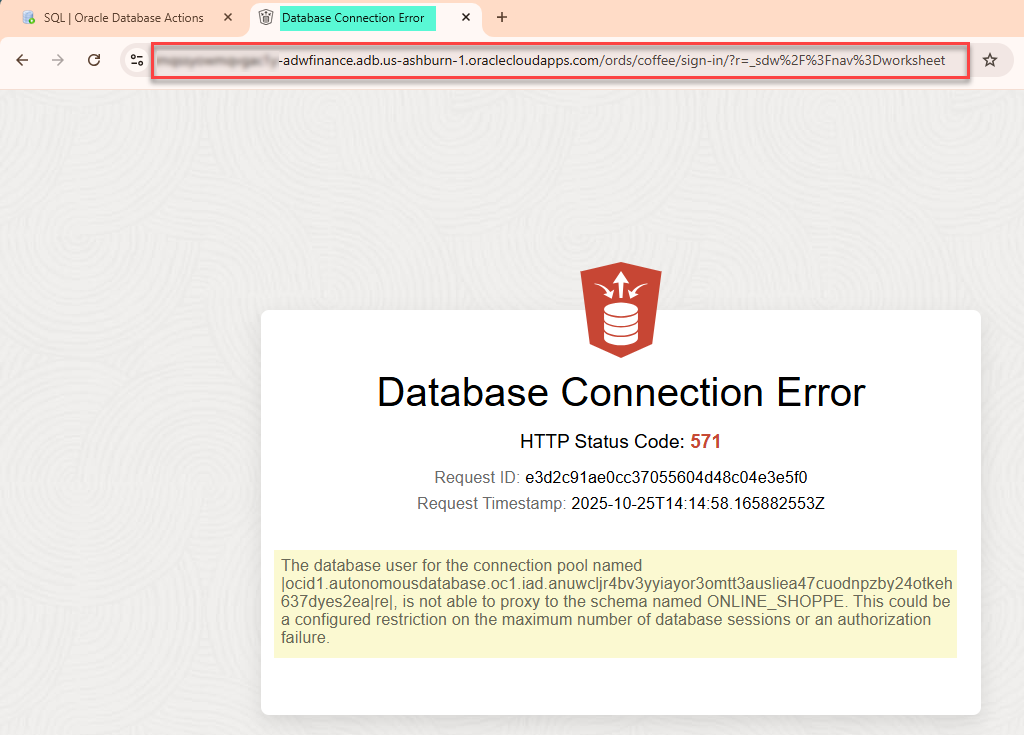 SQL | Oracle Database Actions
Database Connection Error
-adwfinance.adb.us-ashburn-1.oraclecloudapps.com/ords/coffee/sign-in/?r=_sdw%2F%3Fnav%3Dworksheet
Database Connection Error
HTTP Status Code: 571
Request ID: e3d2c91ae0cc37055604d48c04e3e5f0
Request Timestamp: 2025-10-25T14:14:58.165882553Z
The database user for the connection pool named
|ocid1.autonomousdatabase.oc1.iad.anuwcljr4bv3yyiayor3omtt3ausliea47cuodnpzby24otkeh
637dyes2ea|re|, is not able to proxy to the schema named ONLINE_SHOPPE. This could be
a configured restriction on the maximum number of database sessions or an authorization
failure.